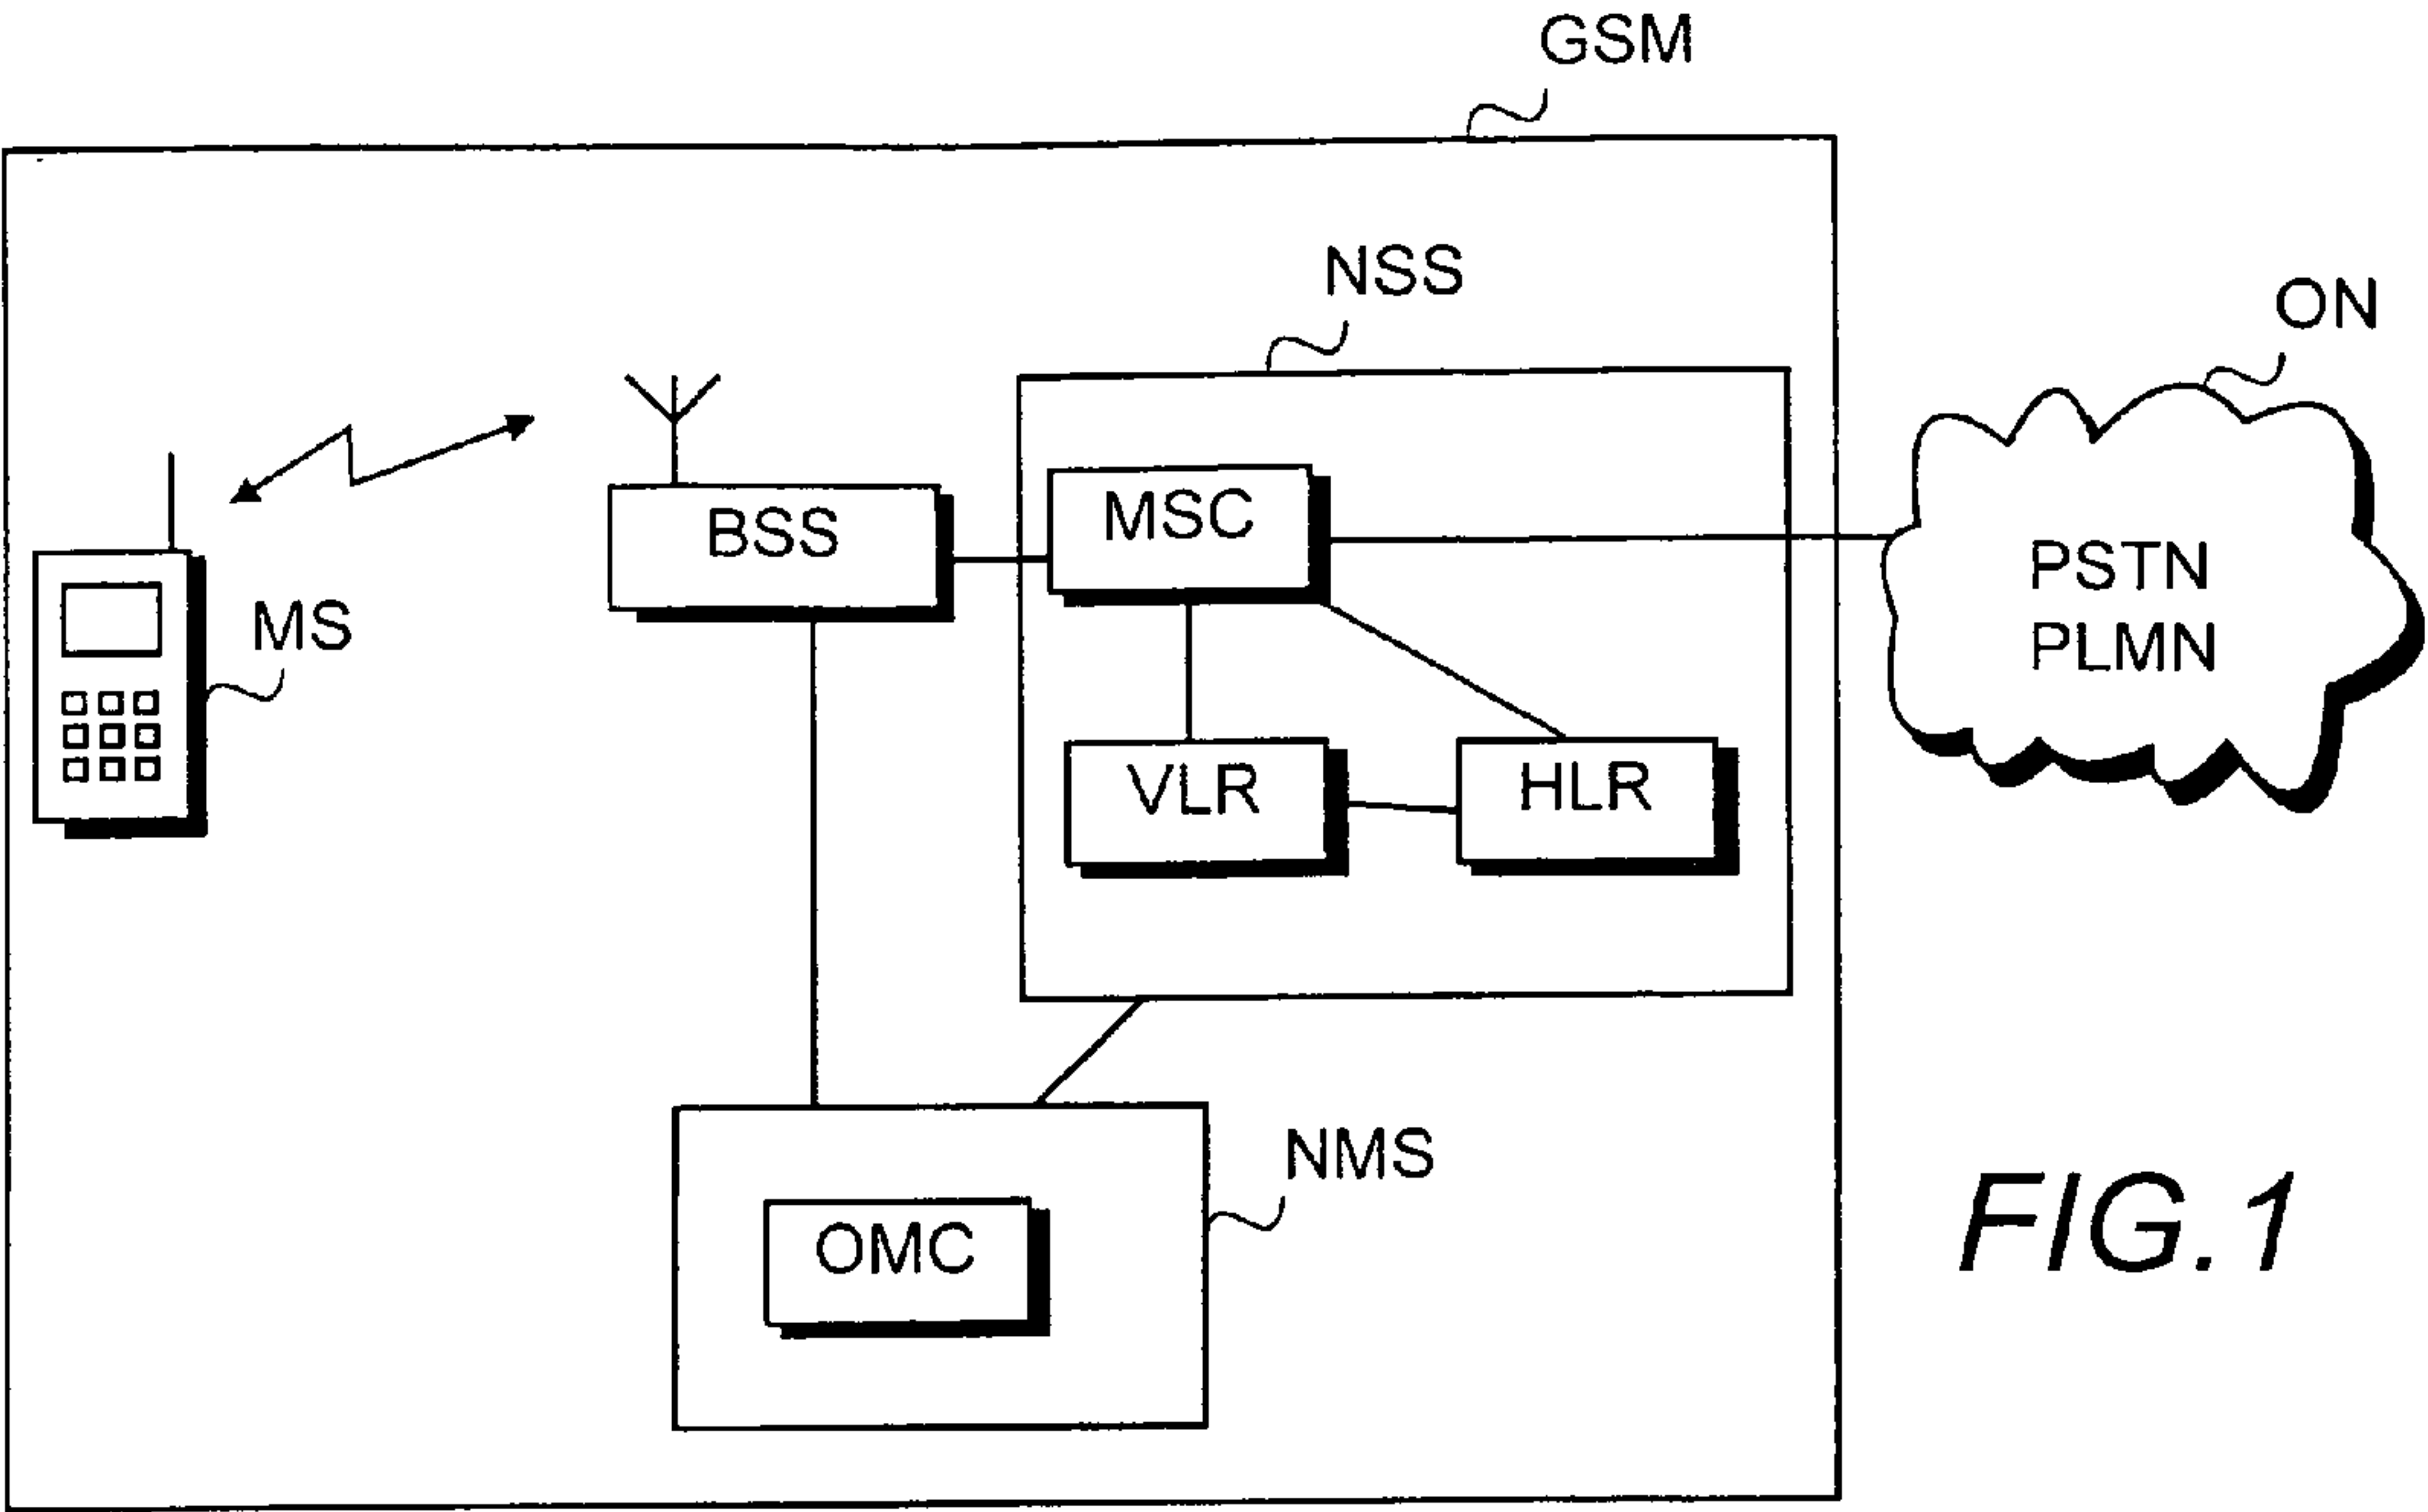 GSM
NSS
ON
BSS
MSC
MS
PSTN
PLMN
VLR
HLR
NMS
OMC
FIG.1